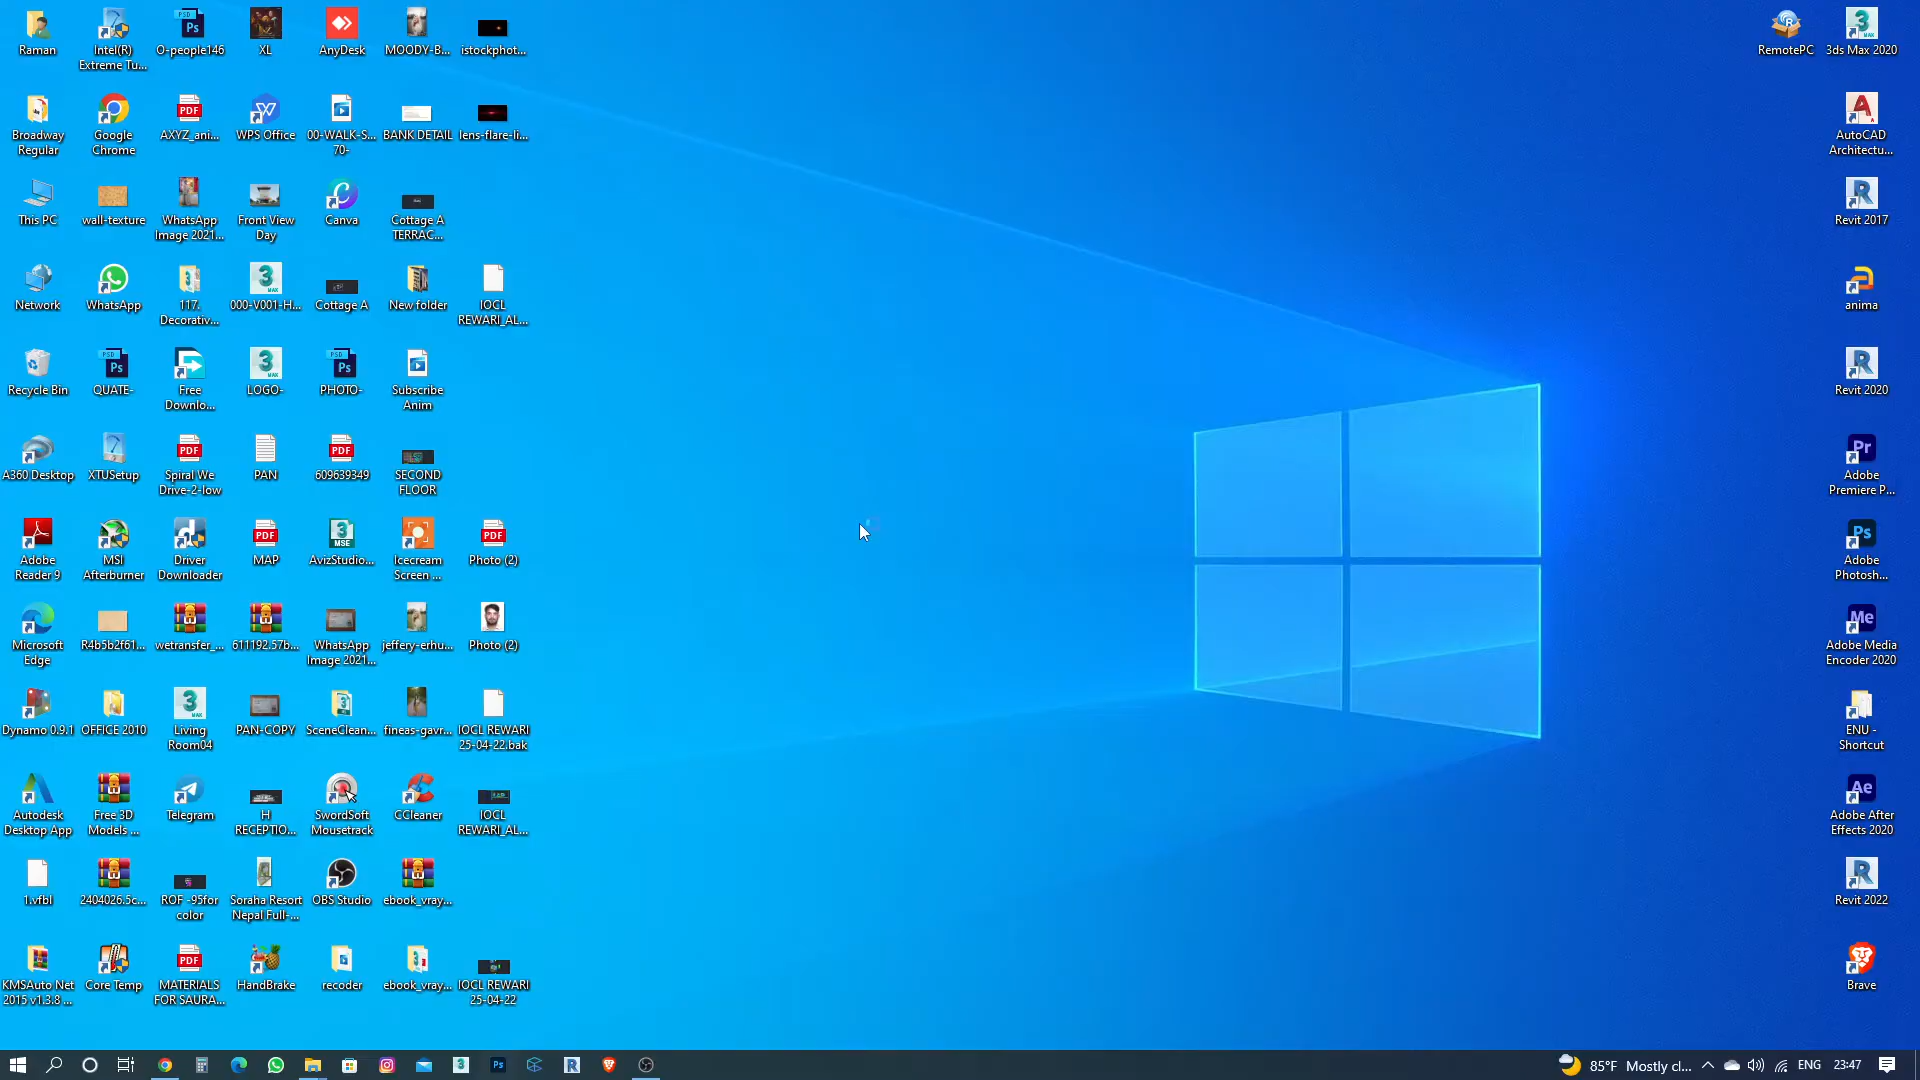 Raman
Intel(R)
Extreme Tu...
O-people146
XL
AnyDesk
MOODY-B...
istockphot...
RemotePC
3ds Max 2020
Broadway
Regular
Google
Chrome
AXYZ_ani...
WPS Office
00-WALK-S...
70-
BANK DETAIL
lens-flare-li...
AutoCAD
Architectu...
This PC
wall-texture
WhatsApp
Image 2021...
Front View
Day
Canva
Cottage A
TERRAC...
Revit 2017
Network
WhatsApp
117.
Decorativ...
000-V001-H...
Cottage A
New folder
IOCL
REWARI_AL...
anima
Recycle Bin
QUATE-
Free
Downlo...
LOGO-
PHOTO-
Subscribe
Anim
Revit 2020
A360 Desktop
XTUSetup
Spiral We
Drive-2-low
PAN
609639349
SECOND
FLOOR
Adobe
Premiere P...
Adobe
Reader 9
MSI
Afterburner
Driver
Downloader
MAP
AvizStudio...
Icecream
Screen ...
Photo (2)
Adobe
Photosh...
Microsoft
Edge
R4b5b2f61...
wetransfer_...
611192.57b...
WhatsApp
Image 2021...
jeffery-erhu...
Photo (2)
Adobe Media
Encoder 2020
Dynamo 0.9.1
OFFICE 2010
Living
Room04
PAN-COPY
SceneClean...
fineas-gavr...
IOCL REWARI
25-04-22.bak
ENU -
Shortcut
Autodesk
Desktop App
Free 3D
Models ...
Telegram
H
RECEPTIO...
SwordSoft
Mousetrack
CCleaner
IOCL
REWARI_AL...
Adobe After
Effects 2020
1.vfbl
2404026.5c...
ROF -95for
color
Soraha Resort
Nepal Full-...
OBS Studio
ebook_vray...
Revit 2022
KMSAuto Net
2015 v1.3.8 ...
Core Temp
MATERIALS
FOR SAURA...
HandBrake
recoder
ebook_vray...
IOCL REWARI
25-04-22
Brave
85°F Mostly cl...
ENG
23:47